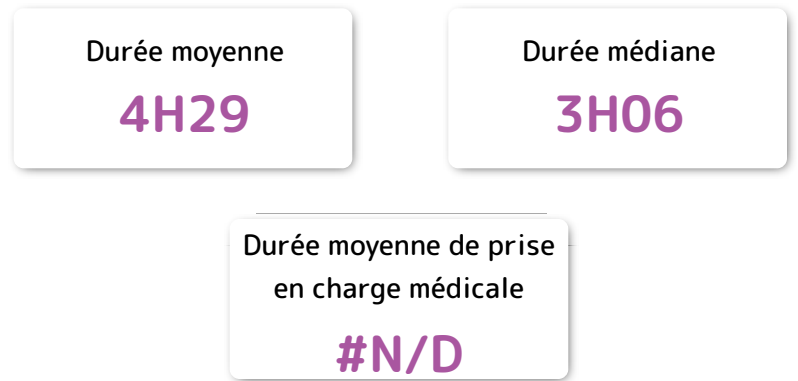 Durée moyenne
4H29
Durée médiane
3H06
Durée moyenne de prise
en charge médicale
#N/D